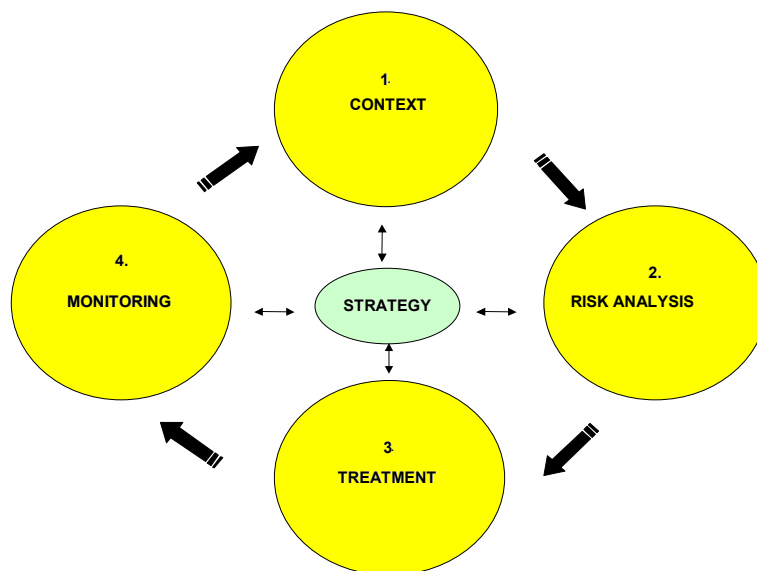 1.
CONTEXT
2.
RISK ANALYSIS
3.
TREATMENT
4.
MONITORING
STRATEGY